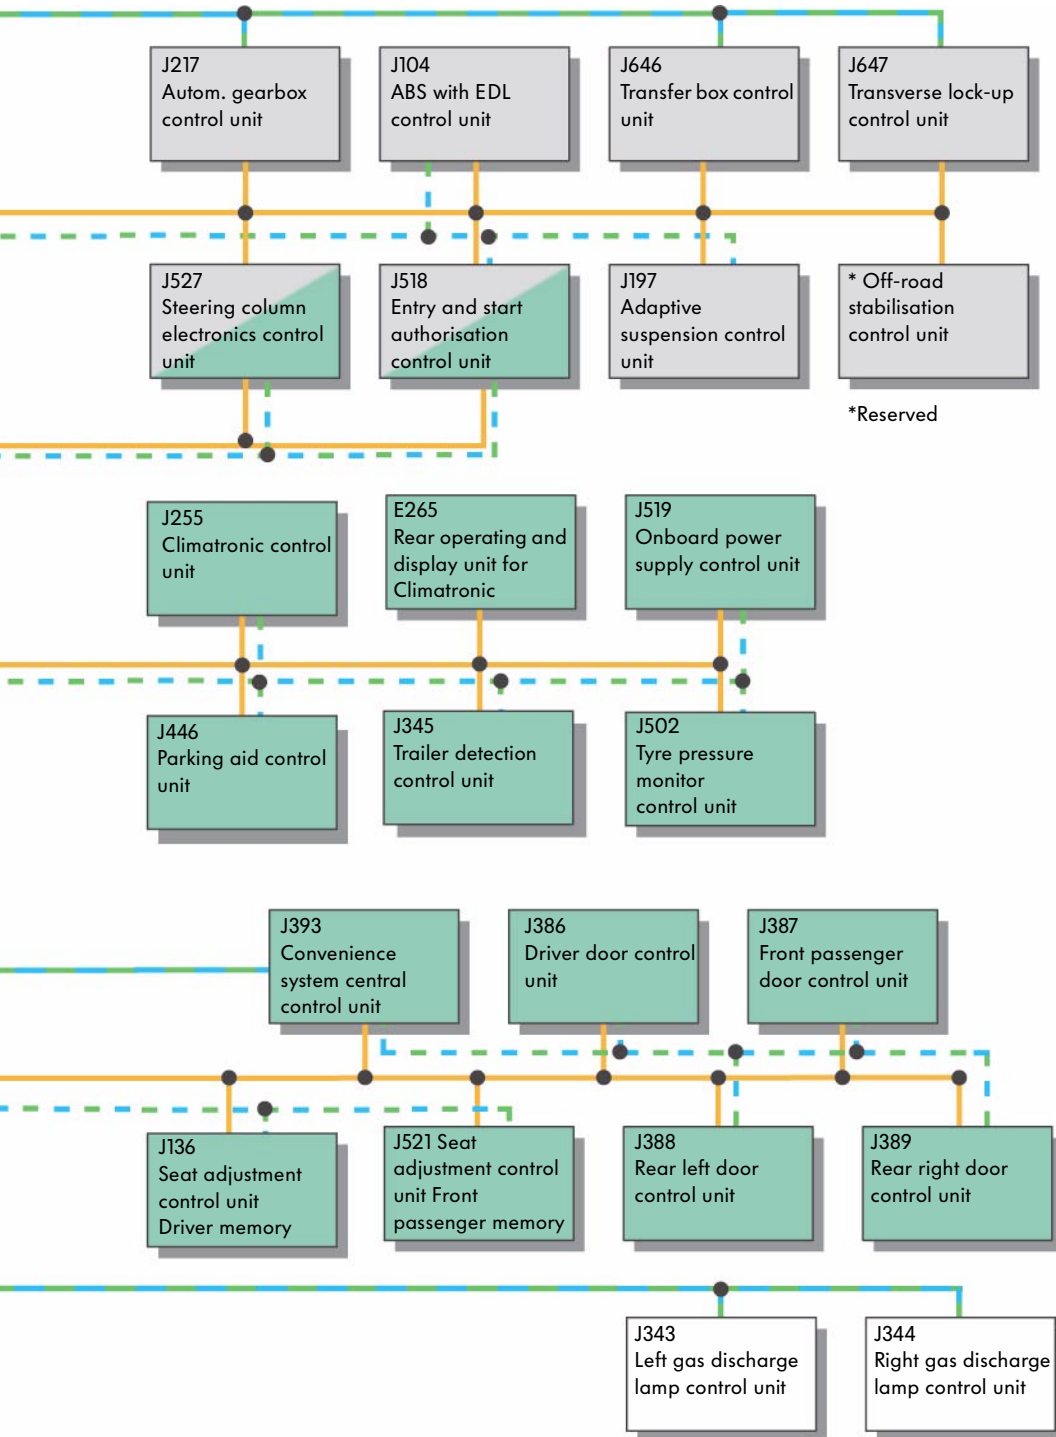 J217
Autom. gearbox
control unit
J104
ABS with EDL
control unit
J646
Transfer box control
unit
J647
Transverse lock-up
control unit
J527
Steering column
electronics control
unit
J518
Entry and start
authorisation
control unit
J197
Adaptive
suspension control
unit
* Off-road
stabilisation
control unit
*Reserved
J255
Climatronic control
unit
E265
Rear operating and
display unit for
Climatronic
J519
Onboard power
supply control unit
J446
Parking aid control
unit
J345
Trailer detection
control unit
J502
Tyre pressure
monitor
control unit
J393
Convenience
system central
control unit
J386
Driver door control
unit
J387
Front passenger
door control unit
J136
Seat adjustment
control unit
Driver memory
J521 Seat
adjustment control
unit Front
passenger memory
J388
Rear left door
control unit
J389
Rear right door
control unit
J343
Left gas discharge
lamp control unit
J344
Right gas discharge
lamp control unit